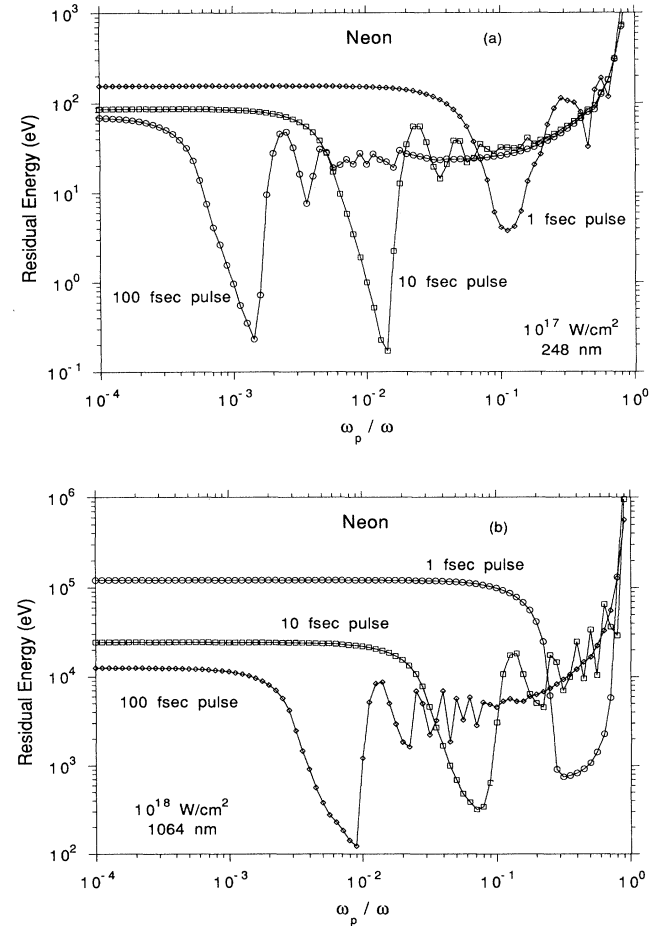 Neon
(a)
Residual Energy (eV)
10^3
10^2
10^1
10^0
10^-1
100 fsec pulse
10 fsec pulse
1 fsec pulse
10^17 W/cm^2
248 nm
10^-4 10^-3 10^-2 10^-1 10^0
ω_p / ω
Neon
(b)
Residual Energy (eV)
10^6
10^5
10^4
10^3
10^2
1 fsec pulse
10 fsec pulse
100 fsec pulse
10^18 W/cm^2
1064 nm
10^-4 10^-3 10^-2 10^-1 10^0
ω_p / ω